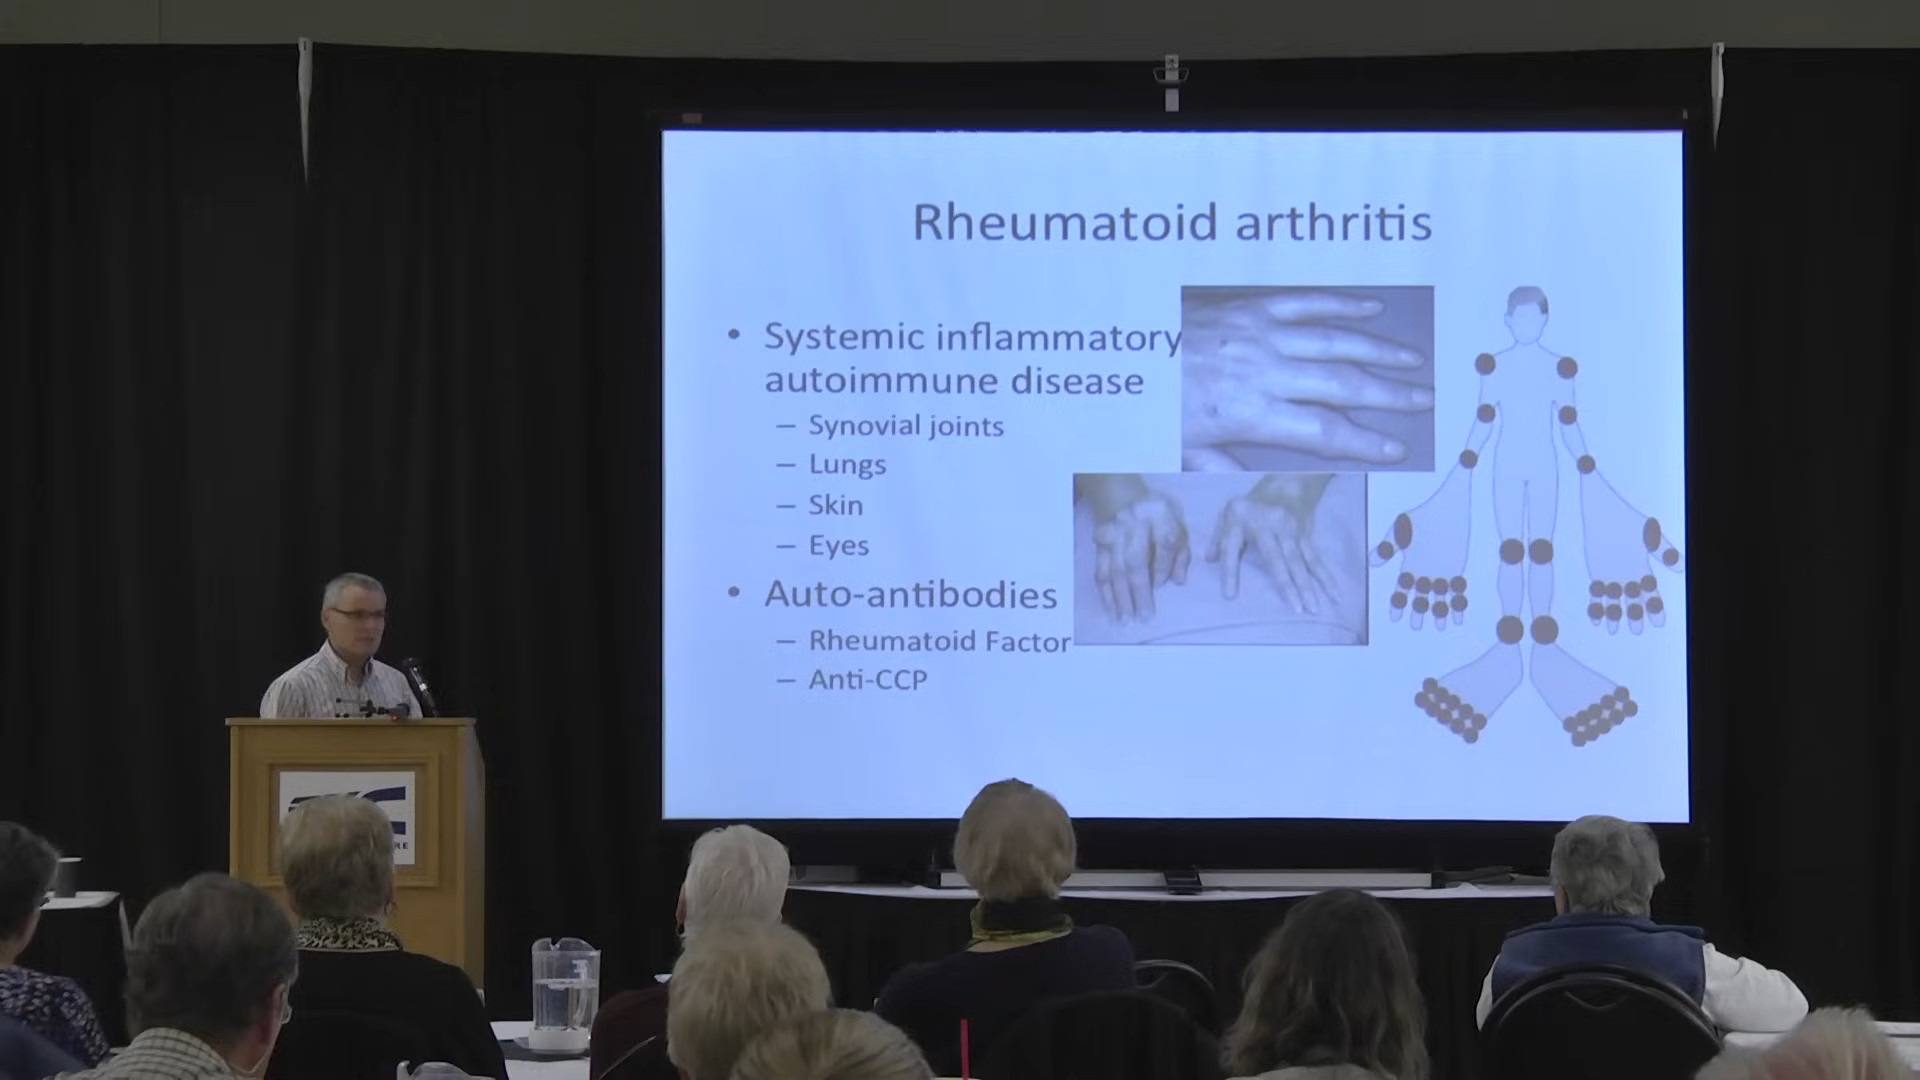 Rheumatoid arthritis
• Systemic inflammatory
autoimmune disease
– Synovial joints
– Lungs
– Skin
– Eyes
• Auto-antibodies
– Rheumatoid Factor
– Anti-CCP